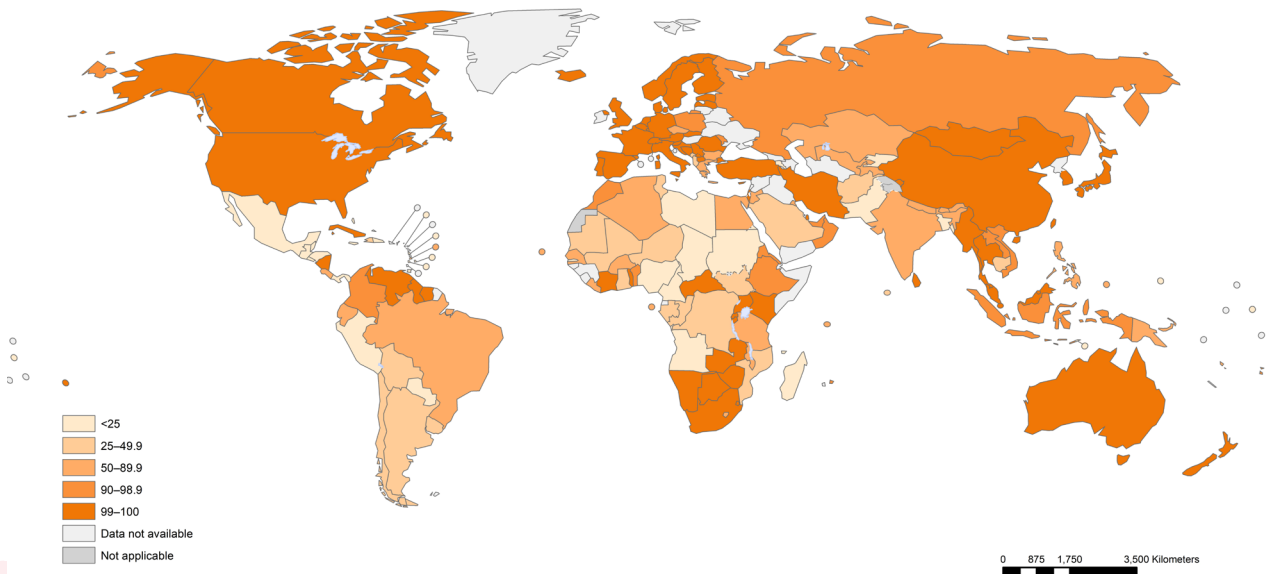 <25
25–49.9
50–89.9
90–98.9
99–100
Data not available
Not applicable
0 875 1,750 3,500 Kilometers